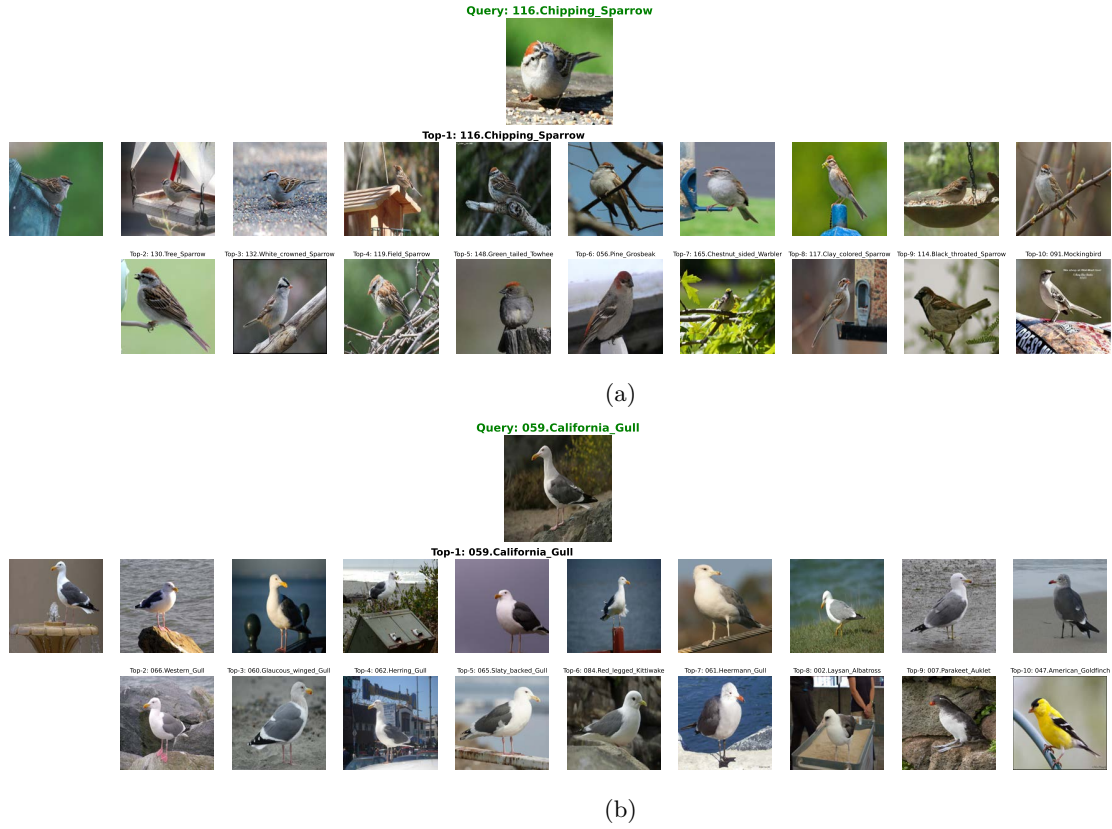 Query: 116.Chipping_Sparrow
Top-1: 116.Chipping_Sparrow
Top-2: 130.Tree_Sparrow
Top-3: 132.White_crowned_Sparrow
Top-4: 119.Field_Sparrow
Top-5: 148.Green_tailed_Towhee
Top-6: 056.Pine_Grosbeak
Top-7: 165.Chestnut_sided_Warbler
Top-8: 117.Clay_colored_Sparrow
Top-9: 114.Black_throated_Sparrow
Top-10: 091.Mockingbird
(a)
Query: 059.California_Gull
Top-1: 059.California_Gull
Top-2: 066.Western_Gull
Top-3: 060.Glaucous_winged_Gull
Top-4: 062.Herring_Gull
Top-5: 065.Slaty_backed_Gull
Top-6: 084.Red_legged_Kittiwake
Top-7: 061.Heermann_Gull
Top-8: 002.Laysan_Albatross
Top-9: 007.Parakeet_Auklet
Top-10: 047.American_Goldfinch
(b)